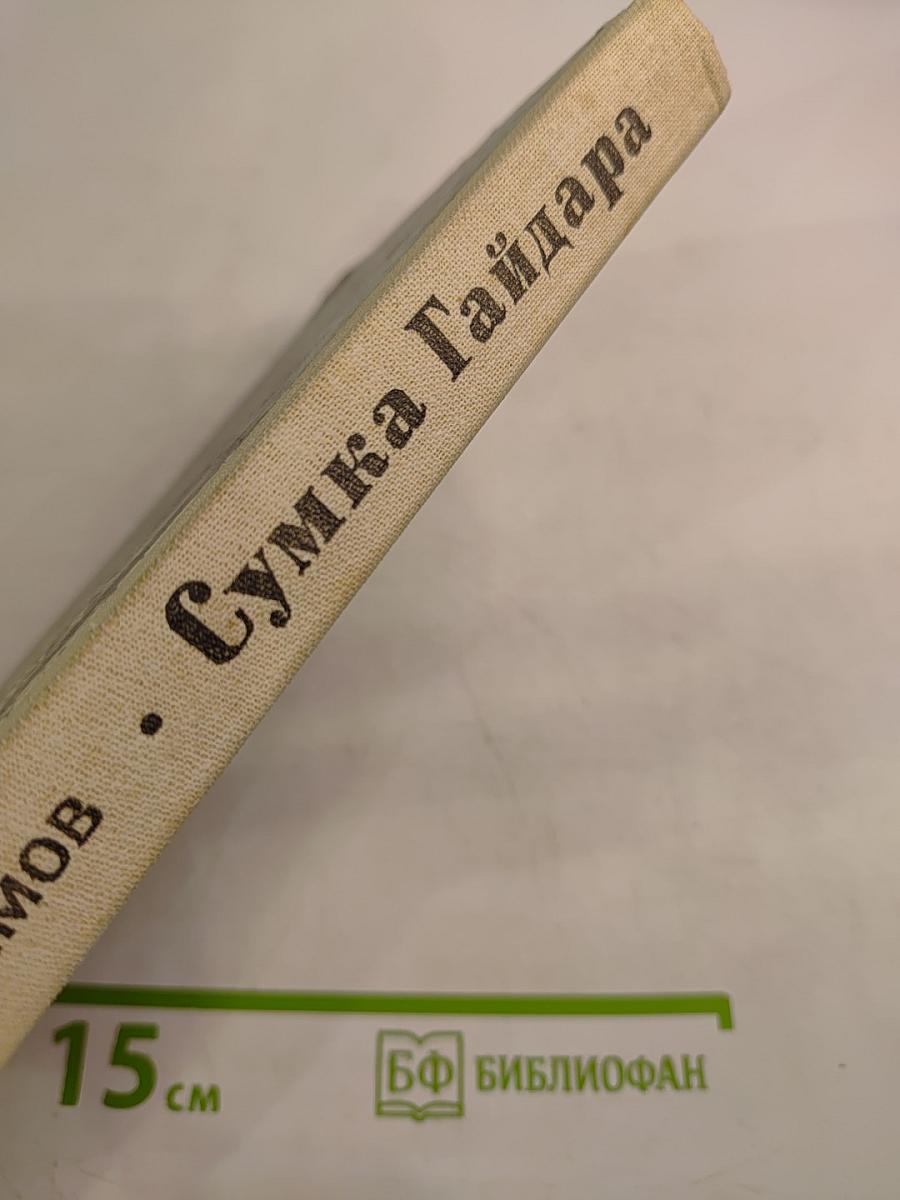 мов • Сумка Гайдара
15 см
БФ БИБЛИОФАН